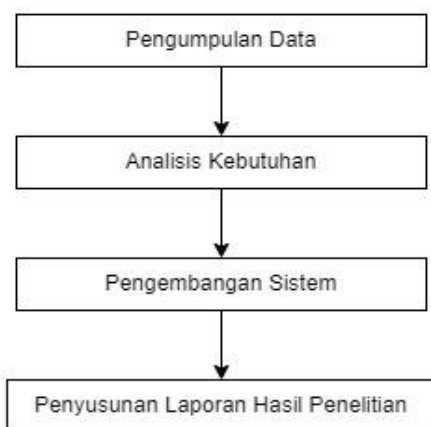 Pengumpulan Data
Analisis Kebutuhan
Pengembangan Sistem
Penyusunan Laporan Hasil Penelitian